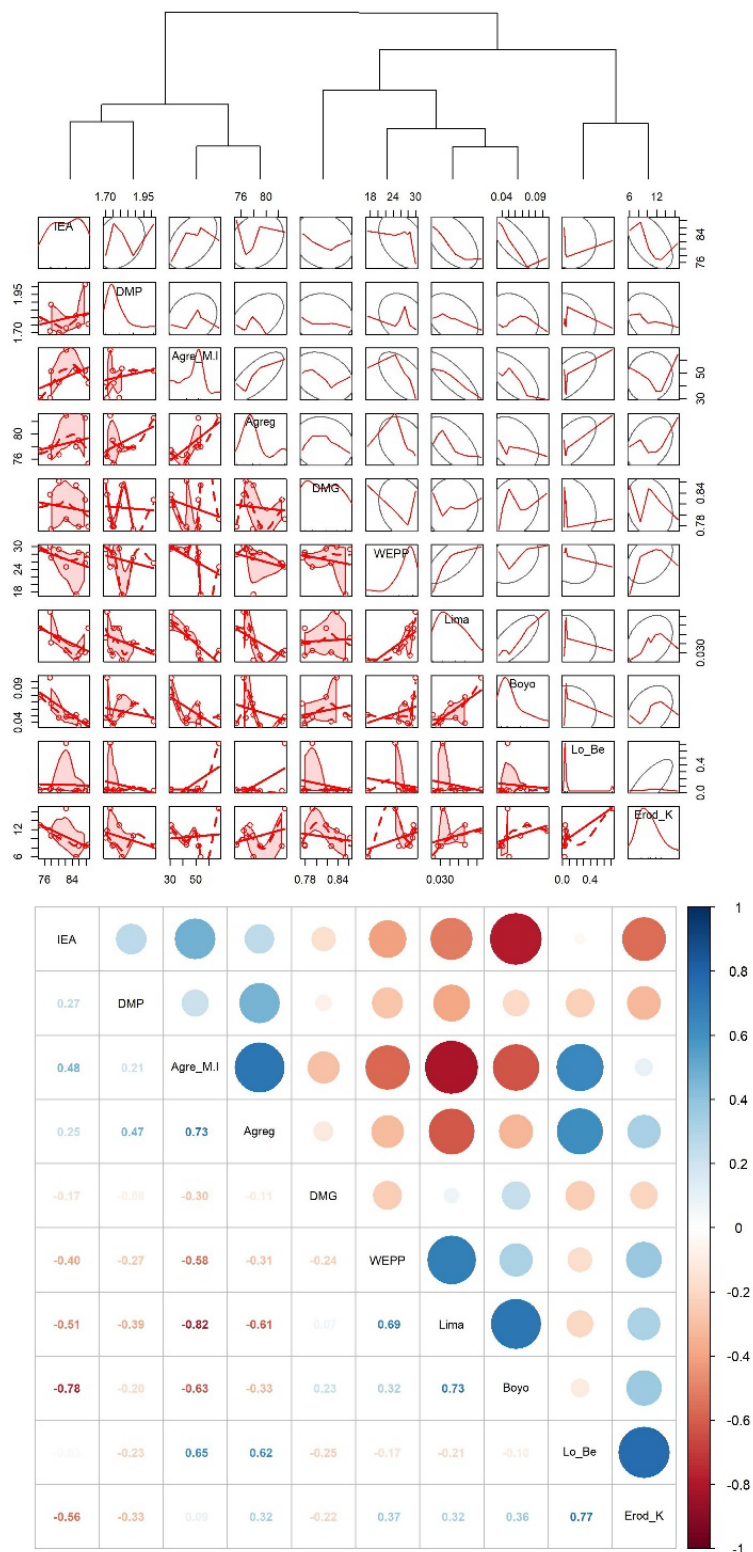 1.70 1.95 76 80 18 24 30 0.04 0.09 6 12
IEA 76 84
1.70 1.95 DMP
Agre_M.I 30 50
76 80 Agreg
DMG 0.78 0.84
18 24 30 WEPP
Lima 0.030
0.04 0.09 Boyo
Lo_Be 0.0 0.4
6 12 Erod_K
76 84 30 50 0.78 0.84 0.030 0.0 0.4
1
IEA
0.8
0.27 DMP
0.6
0.48 0.21 Agre_M.I
0.4
0.25 0.47 0.73 Agreg
0.2
-0.17 -0.08 -0.30 -0.11 DMG
0
-0.40 -0.27 -0.58 -0.31 -0.24 WEPP
-0.2
-0.51 -0.39 -0.82 -0.61 0.07 0.69 Lima
-0.4
-0.78 -0.20 -0.63 -0.33 0.23 0.32 0.73 Boyo
-0.6
-0.23 0.65 0.62 -0.25 -0.17 -0.21 -0.10 Lo_Be
-0.8
-0.56 -0.33 0.09 0.32 -0.22 0.37 0.32 0.36 0.77 Erod_K
-1